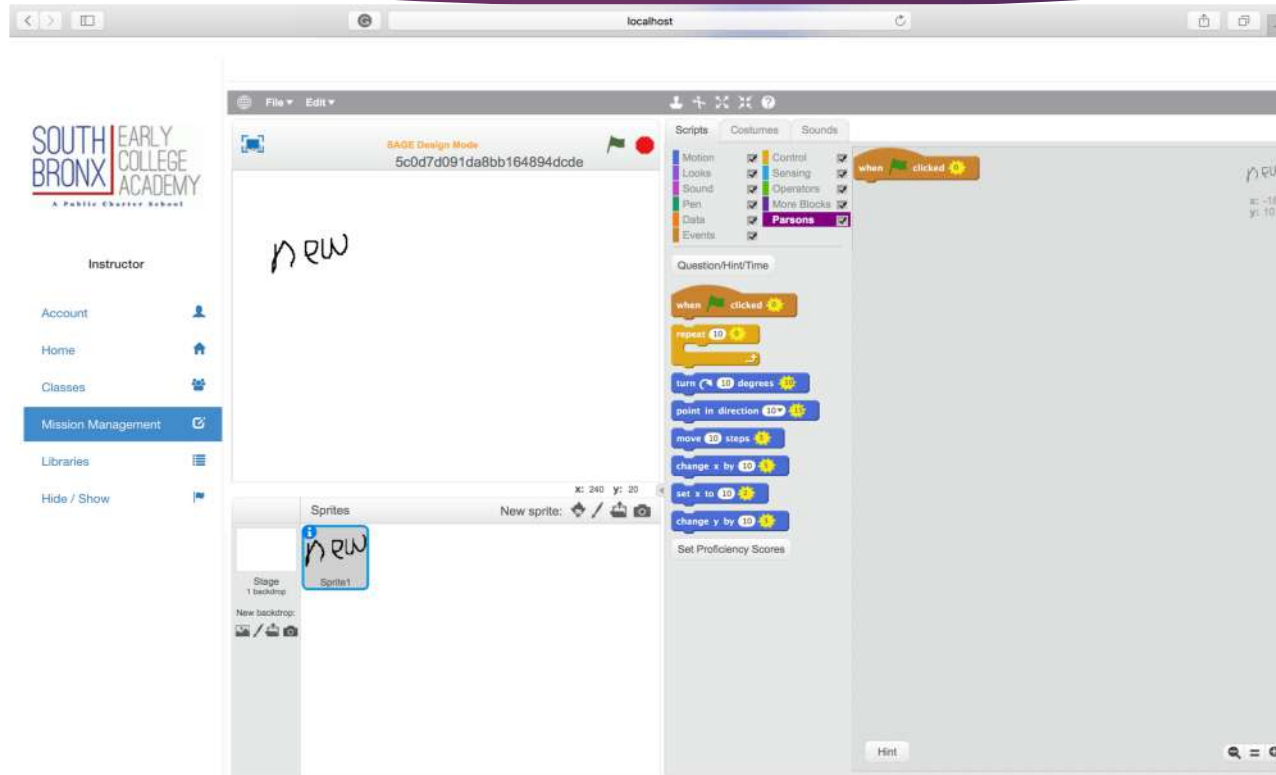 localhost
SOUTH EARLY
BRONX COLLEGE
ACADEMY
A Public Charter School
Instructor
Account
Home
Classes
Mission Management
Libraries
Hide / Show
File Edit
SAGE Design Mode
5c0d7d091da8bb164894dcde
new
x: 240 y: 20
Sprites New sprite:
new
Sprite1
Stage
1 backdrop
New backdrop:
Scripts Costumes Sounds
Motion Control
Looks Sensing
Sound Operators
Pen More Blocks
Data Parsons
Events
Question/Hint/Time
when clicked 0
repeat 10
turn 10 degrees
point in direction 10
move 10 steps
change x by 10
set x to 10
change y by 10
Set Proficiency Scores
when clicked 0
Hint